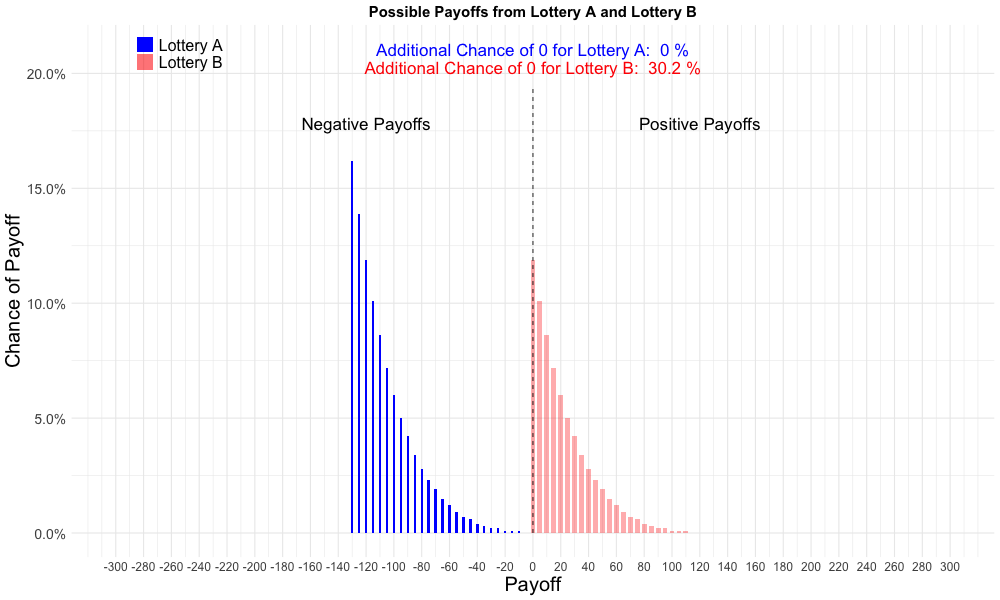 Possible Payoffs from Lottery A and Lottery B
Lottery A
Lottery B
Additional Chance of 0 for Lottery A:  0 %
Additional Chance of 0 for Lottery B:  30.2 %
Negative Payoffs
Positive Payoffs
Chance of Payoff
20.0%
15.0%
10.0%
5.0%
0.0%
-300 -280 -260 -240 -220 -200 -180 -160 -140 -120 -100 -80 -60 -40 -20 0 20 40 60 80 100 120 140 160 180 200 220 240 260 280 300
Payoff